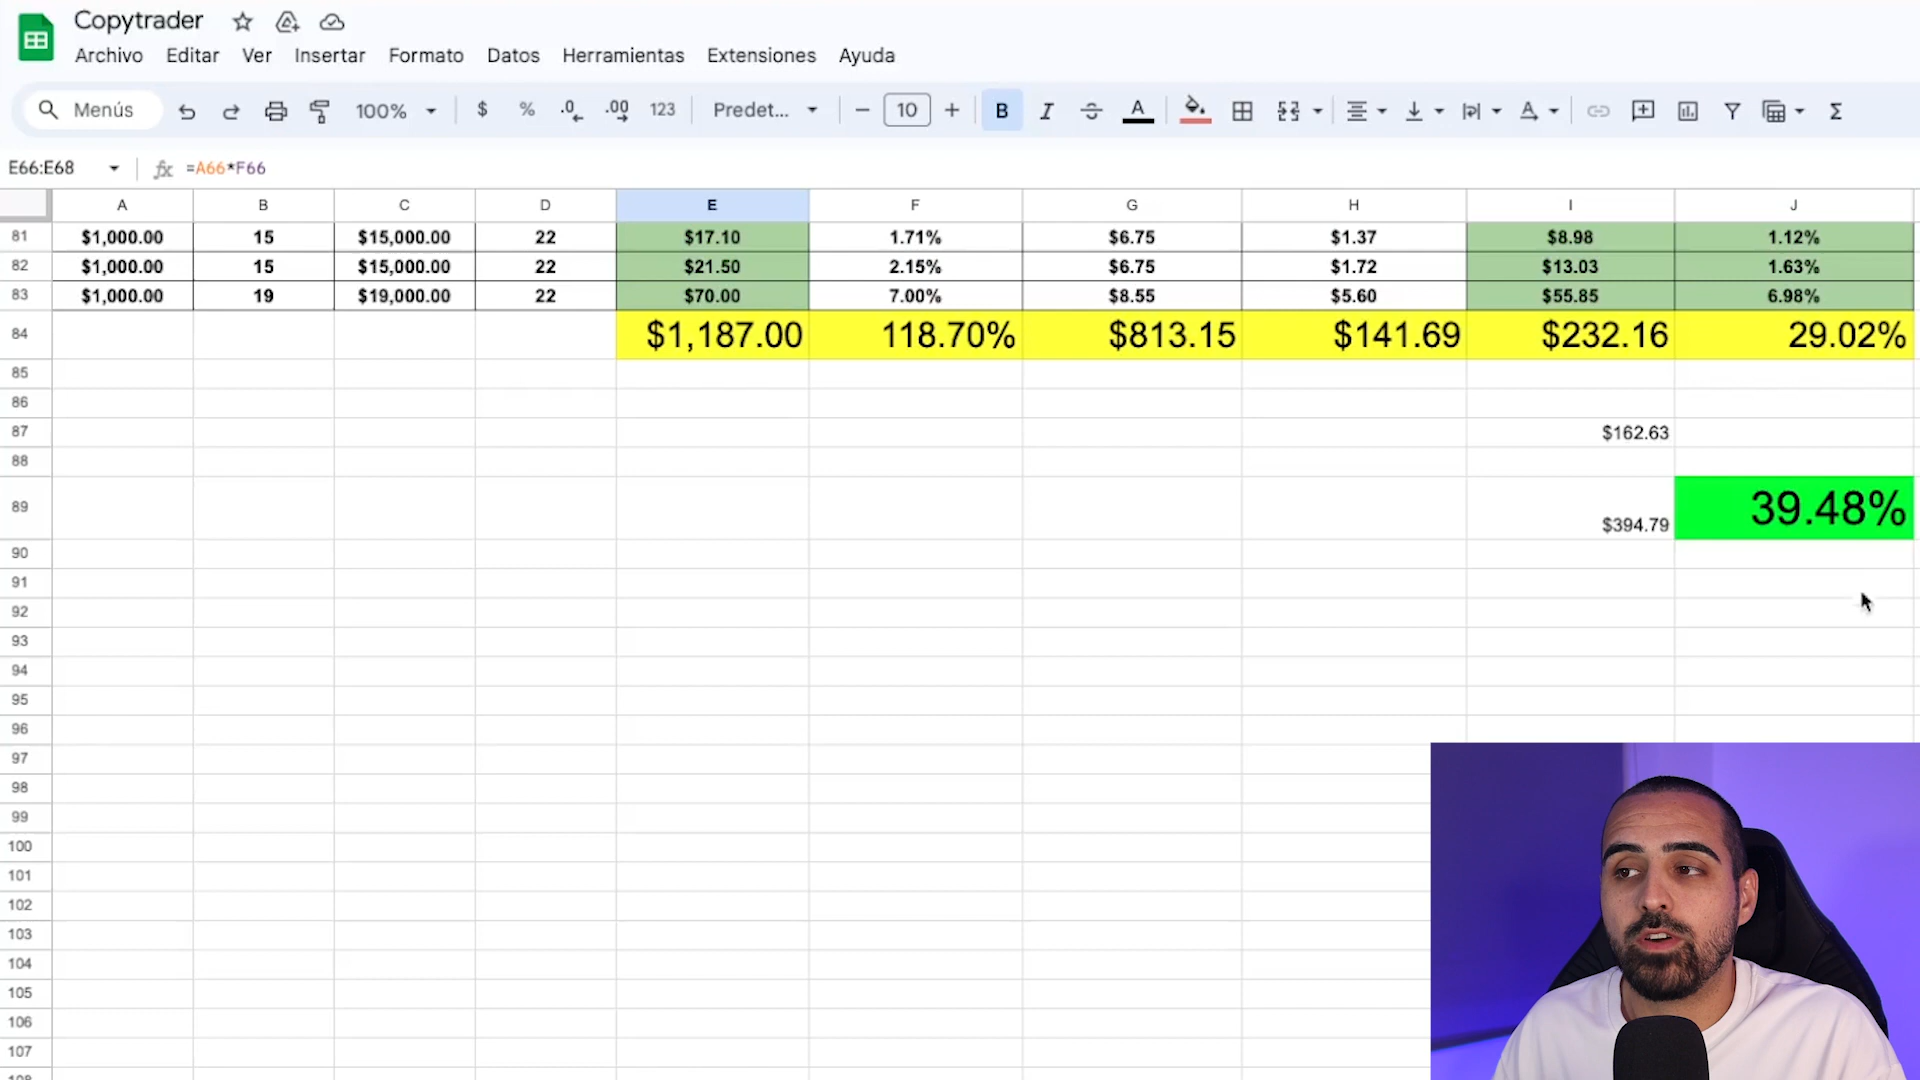 Copytrader
Archivo Editar Ver Insertar Formato Datos Herramientas Extensiones Ayuda
Menús 100% $ % .0 .00 123 Predet... 10 B I A
E66:E68 fx =A66*F66
A B C D E F G H I J
81 $1,000.00 15 $15,000.00 22 $17.10 1.71% $6.75 $1.37 $8.98 1.12%
82 $1,000.00 15 $15,000.00 22 $21.50 2.15% $6.75 $1.72 $13.03 1.63%
83 $1,000.00 19 $19,000.00 22 $70.00 7.00% $8.55 $5.60 $55.85 6.98%
84 $1,187.00 118.70% $813.15 $141.69 $232.16 29.02%
85
86
87 $162.63
88
89 $394.79 39.48%
90
91
92
93
94
95
96
97
98
99
100
101
102
103
104
105
106
107